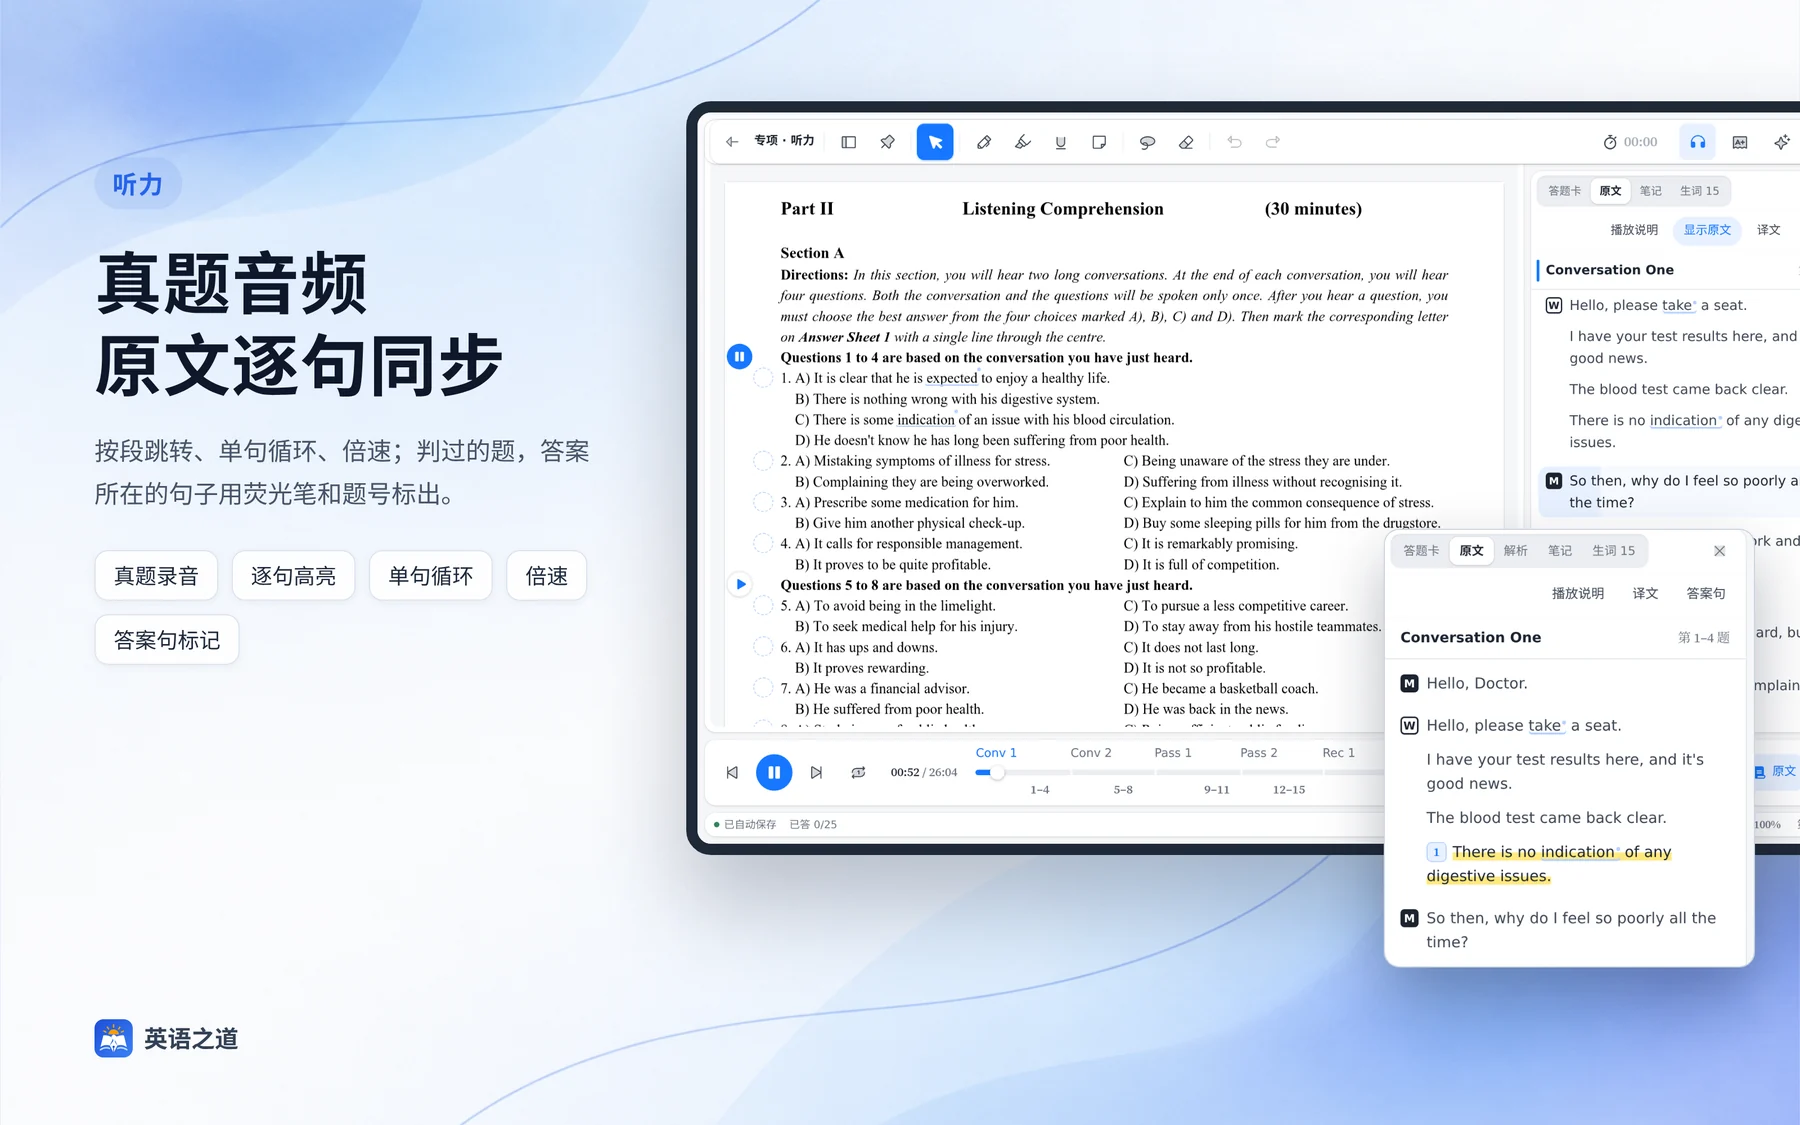 听力
真题音频
原文逐句同步
按段跳转、单句循环、倍速；判过的题，答案
所在的句子用荧光笔和题号标出。
真题录音 逐句高亮 单句循环 倍速
答案句标记
英语之道
专项·听力
00:00
Part II Listening Comprehension (30 minutes)
Section A
Directions: In this section, you will hear two long conversations. At the end of each conversation, you will hear
four questions. Both the conversation and the questions will be spoken only once. After you hear a question, you
must choose the best answer from the four choices marked A), B), C) and D). Then mark the corresponding letter
on Answer Sheet 1 with a single line through the centre.
Questions 1 to 4 are based on the conversation you have just heard.
1. A) It is clear that he is expected to enjoy a healthy life.
B) There is nothing wrong with his digestive system.
C) There is some indication of an issue with his blood circulation.
D) He doesn't know he has long been suffering from poor health.
2. A) Mistaking symptoms of illness for stress. C) Being unaware of the stress they are under.
B) Complaining they are being overworked. D) Suffering from illness without recognising it.
3. A) Prescribe some medication for him. C) Explain to him the common consequence of stress.
B) Give him another physical check-up. D) Buy some sleeping pills for him from the drugstore.
4. A) It calls for responsible management. C) It is remarkably promising.
B) It proves to be quite profitable. D) It is full of competition.
Questions 5 to 8 are based on the conversation you have just heard.
5. A) To avoid being in the limelight. C) To pursue a less competitive career.
B) To seek medical help for his injury. D) To stay away from his hostile teammates.
6. A) It has ups and downs. C) It does not last long.
B) It proves rewarding. D) It is not so profitable.
7. A) He was a financial advisor. C) He became a basketball coach.
B) He suffered from poor health. D) He was back in the news.
Conv 1 Conv 2 Pass 1 Pass 2 Rec 1
00:52 / 26:04
1–4 5–8 9–11 12–15
已自动保存 已答 0/25
答题卡 原文 笔记 生词 15
播放说明 显示原文 译文
Conversation One
W Hello, please take a seat.
I have your test results here, and
good news.
The blood test came back clear.
There is no indication of any dige
issues.
M So then, why do I feel so poorly a
the time?
ork and
ard, bu
mplain
原文
100%
答题卡 原文 解析 笔记 生词 15
播放说明 译文 答案句
Conversation One 第 1–4 题
M Hello, Doctor.
W Hello, please take a seat.
I have your test results here, and it's
good news.
The blood test came back clear.
1 There is no indication of any
digestive issues.
M So then, why do I feel so poorly all the
time?